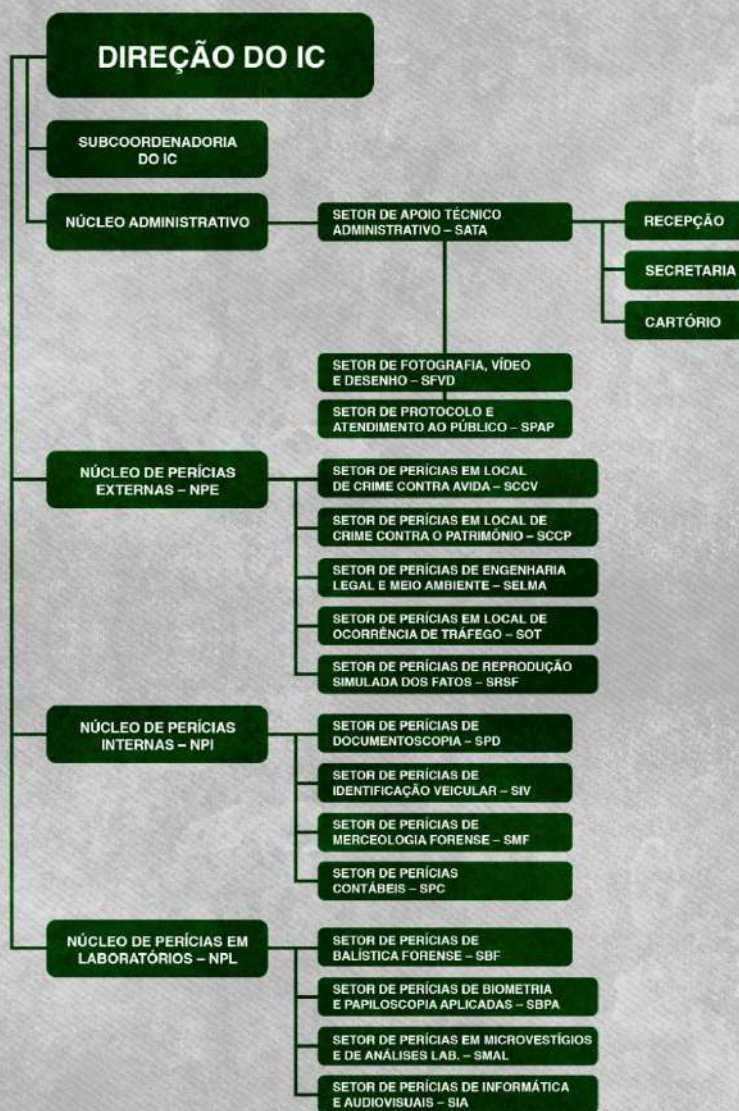 DIREÇÃO DO IC
SUBCOORDENADORIA
DO IC
NÚCLEO ADMINISTRATIVO
SETOR DE APOIO TÉCNICO
ADMINISTRATIVO – SATA
RECEPÇÃO
SECRETARIA
CARTÓRIO
SETOR DE FOTOGRAFIA, VÍDEO
E DESENHO – SFVD
SETOR DE PROTOCOLO E
ATENDIMENTO AO PÚBLICO – SPAP
NÚCLEO DE PERÍCIAS
EXTERNAS – NPE
SETOR DE PERÍCIAS EM LOCAL
DE CRIME CONTRA AVIDA – SCCV
SETOR DE PERÍCIAS EM LOCAL DE
CRIME CONTRA O PATRIMÔNIO – SCCP
SETOR DE PERÍCIAS DE ENGENHARIA
LEGAL E MEIO AMBIENTE – SELMA
SETOR DE PERÍCIAS EM LOCAL DE
OCORRÊNCIA DE TRÁFEGO – SOT
SETOR DE PERÍCIAS DE REPRODUÇÃO
SIMULADA DOS FATOS – SRSF
NÚCLEO DE PERÍCIAS
INTERNAS – NPI
SETOR DE PERÍCIAS DE
DOCUMENTOSCOPIA – SPD
SETOR DE PERÍCIAS DE
IDENTIFICAÇÃO VEICULAR – SIV
SETOR DE PERÍCIAS DE
MERCEOLOGIA FORENSE – SMF
SETOR DE PERÍCIAS
CONTÁBEIS – SPC
NÚCLEO DE PERÍCIAS EM
LABORATÓRIOS – NPL
SETOR DE PERÍCIAS DE
BALÍSTICA FORENSE – SBF
SETOR DE PERÍCIAS DE BIOMETRIA
E PAPILOSCOPIA APLICADAS – SBPA
SETOR DE PERÍCIAS EM MICROVESTÍGIOS
E DE ANÁLISES LAB. – SMAL
SETOR DE PERÍCIAS DE INFORMÁTICA
E AUDIOVISUAIS – SIA